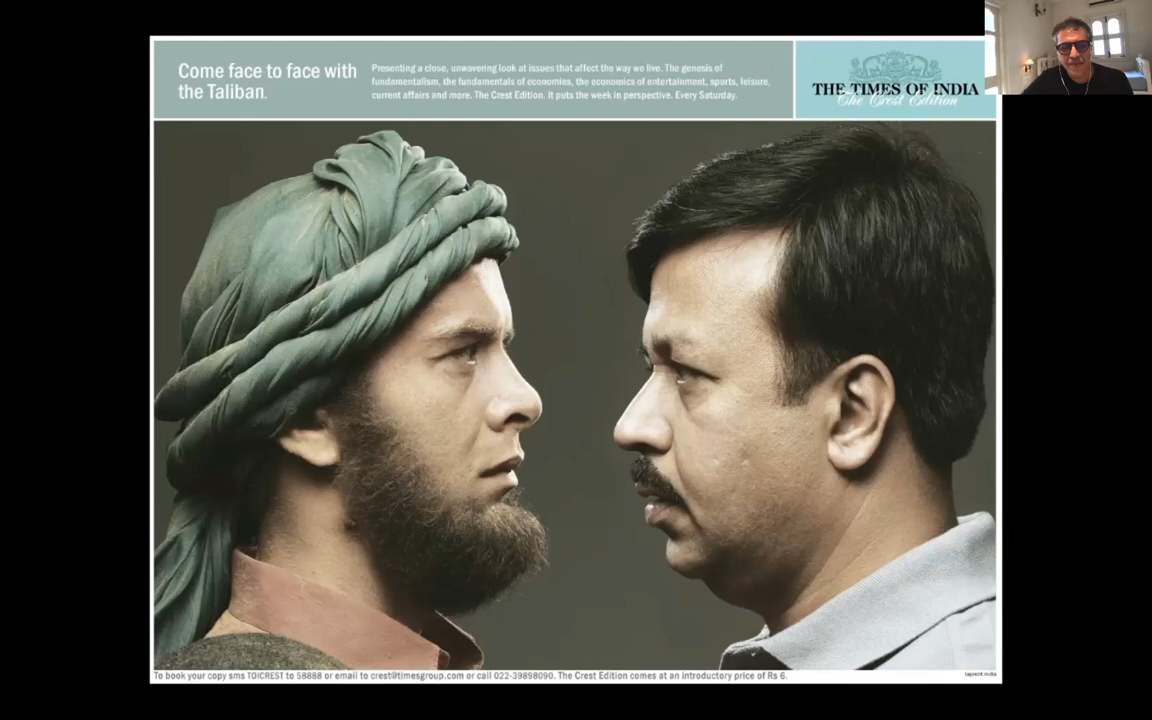 Come face to face with
the Taliban.
Presenting a close, unwavering look at issues that affect the way we live. The genesis of
fundamentalism, the fundamentals of economies, the economics of entertainment, sports, leisure,
current affairs and more. The Crest Edition. It puts the week in perspective. Every Saturday.
THE TIMES OF INDIA
The Crest Edition
To book your copy sms TOICREST to 58888 or email to crest@timesgroup.com or call 022-39898090. The Crest Edition comes at an introductory price of Rs 6.
taproot india